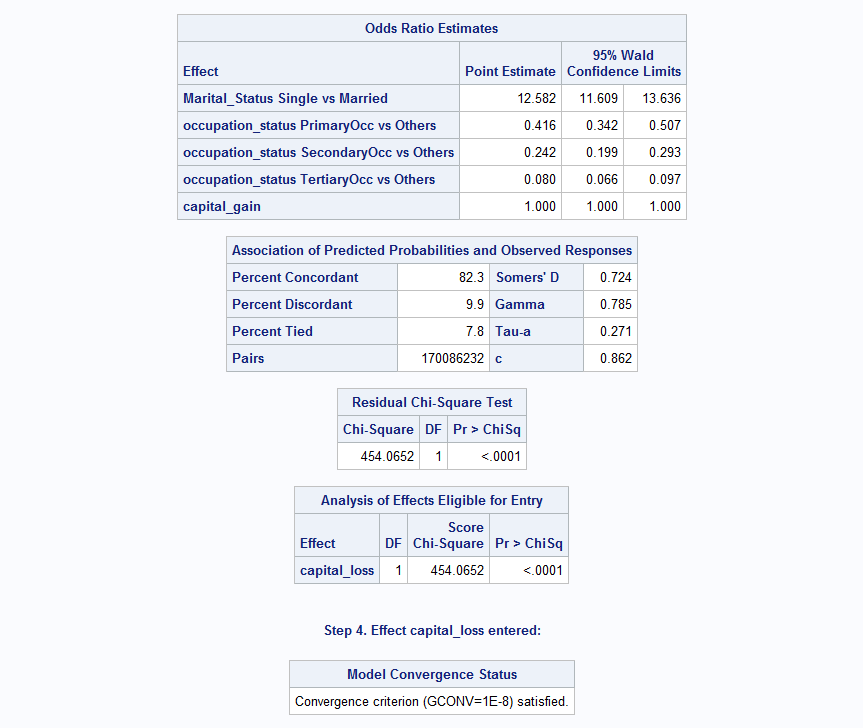 Odds Ratio Estimates
Effect Point Estimate 95% Wald Confidence Limits
Marital_Status Single vs Married 12.582 11.609 13.636
occupation_status PrimaryOcc vs Others 0.416 0.342 0.507
occupation_status SecondaryOcc vs Others 0.242 0.199 0.293
occupation_status TertiaryOcc vs Others 0.080 0.066 0.097
capital_gain 1.000 1.000 1.000
Association of Predicted Probabilities and Observed Responses
Percent Concordant 82.3 Somers' D 0.724
Percent Discordant 9.9 Gamma 0.785
Percent Tied 7.8 Tau-a 0.271
Pairs 170086232 c 0.862
Residual Chi-Square Test
Chi-Square DF Pr > ChiSq
454.0652 1 <.0001
Analysis of Effects Eligible for Entry
Effect DF Score Chi-Square Pr > ChiSq
capital_loss 1 454.0652 <.0001
Step 4. Effect capital_loss entered:
Model Convergence Status
Convergence criterion (GCONV=1E-8) satisfied.